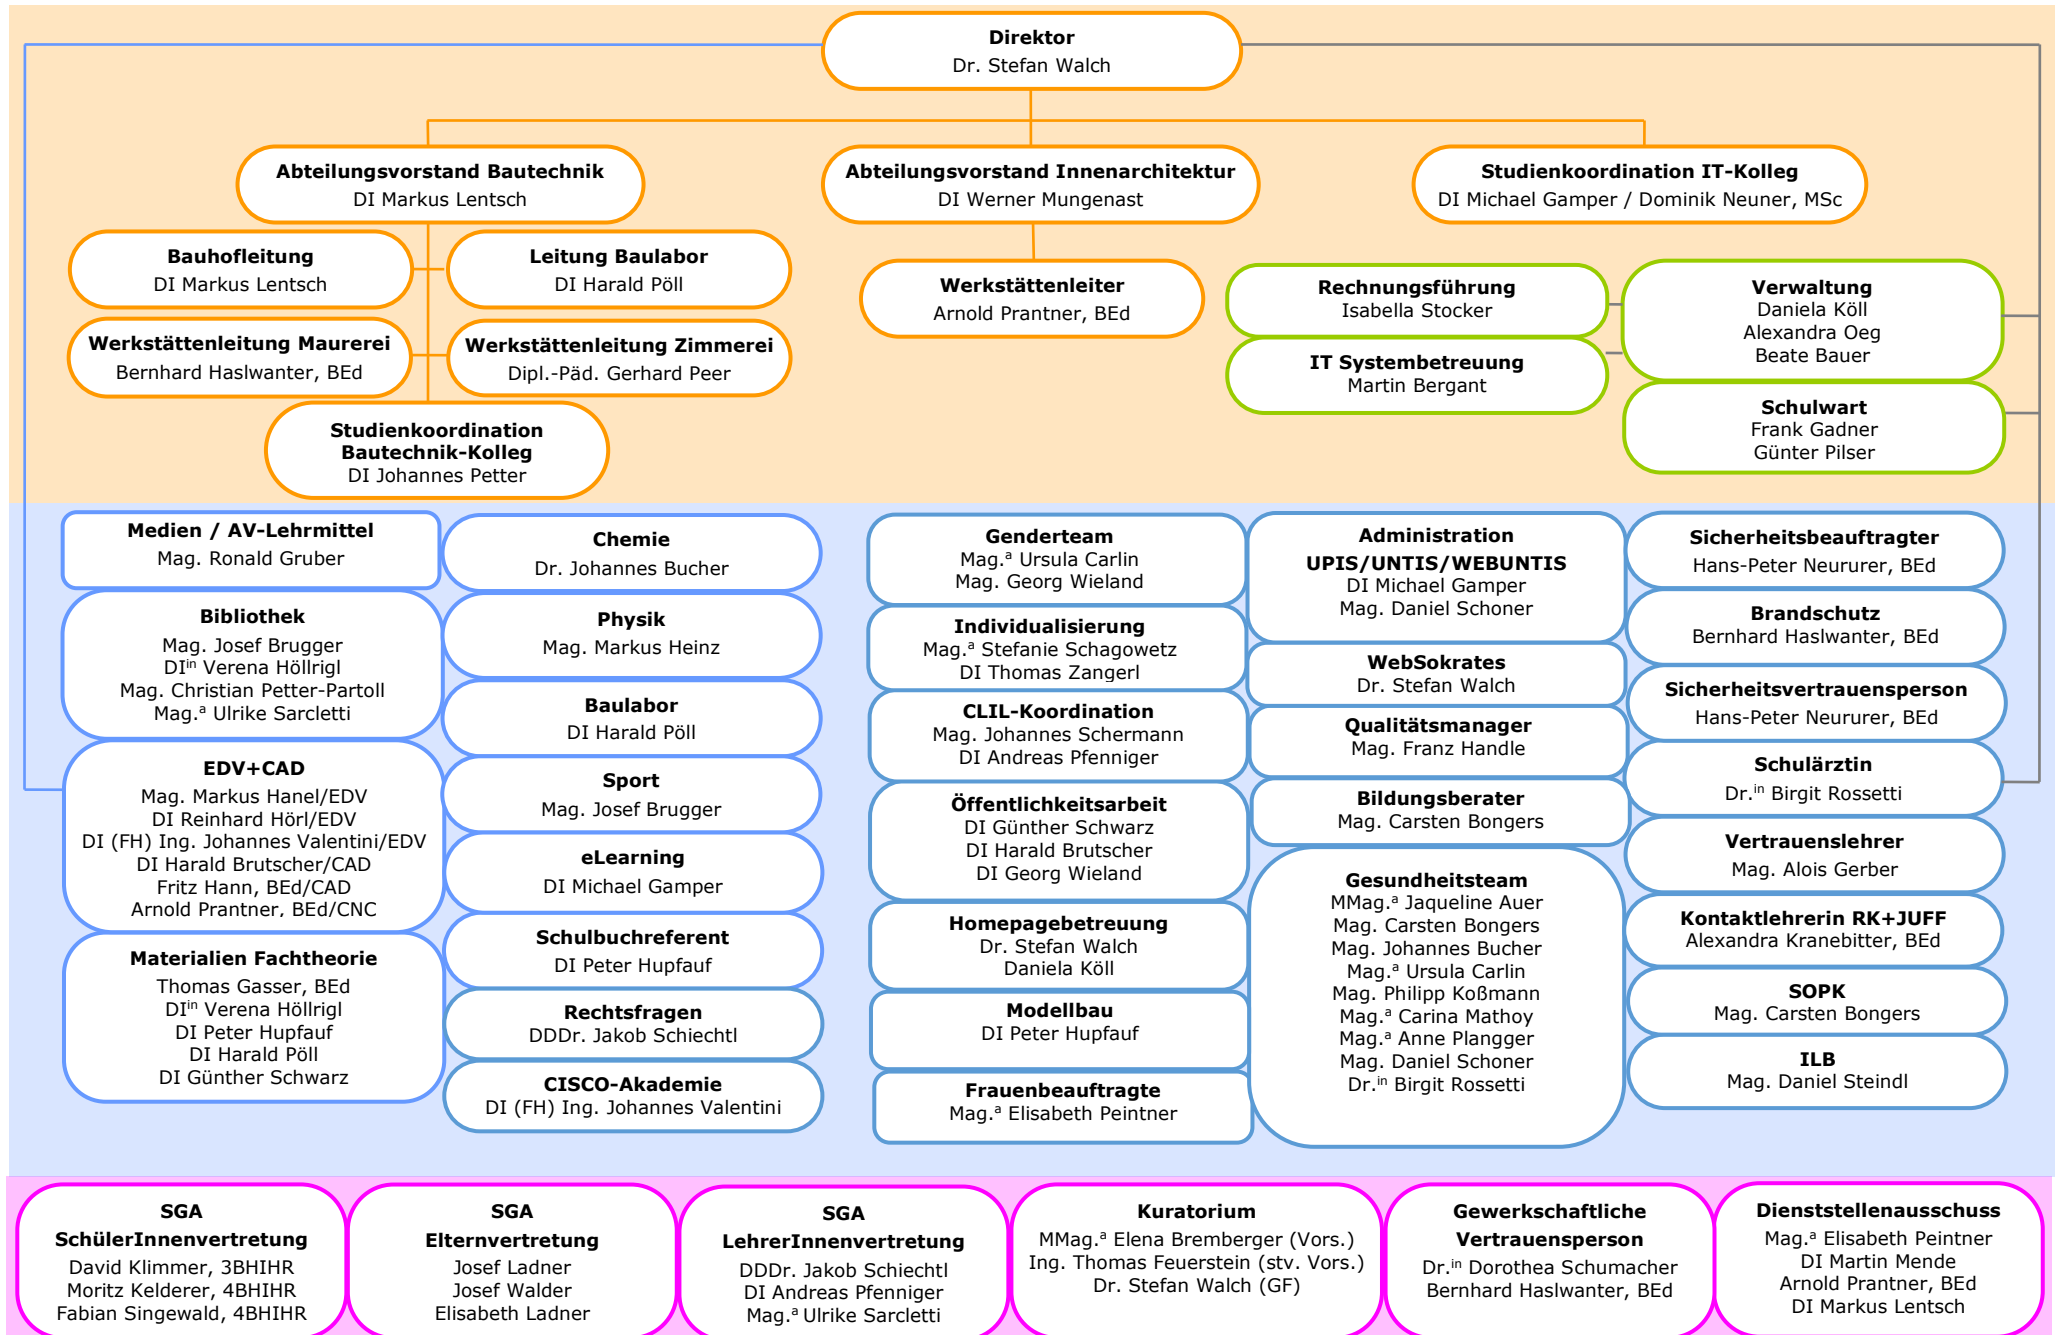 Direktor
Dr. Stefan Walch
Abteilungsvorstand Bautechnik
DI Markus Lentsch
Abteilungsvorstand Innenarchitektur
DI Werner Mungenast
Studienkoordination IT-Kolleg
DI Michael Gamper / Dominik Neuner, MSc
Bauhofleitung
DI Markus Lentsch
Leitung Baulabor
DI Harald Pöll
Werkstättenleitung Maurerei
Bernhard Haslwanter, BEd
Werkstättenleitung Zimmerei
Dipl.-Päd. Gerhard Peer
Studienkoordination
Bautechnik-Kolleg
DI Johannes Petter
Werkstättenleiter
Arnold Prantner, BEd
Rechnungsführung
Isabella Stocker
IT Systembetreuung
Martin Bergant
Verwaltung
Daniela Köll
Alexandra Oeg
Beate Bauer
Schulwart
Frank Gadner
Günter Pilser
Medien / AV-Lehrmittel
Mag. Ronald Gruber
Bibliothek
Mag. Josef Brugger
DIin Verena Höllrigl
Mag. Christian Petter-Partoll
Mag.a Ulrike Sarcletti
EDV+CAD
Mag. Markus Hanel/EDV
DI Reinhard Hörl/EDV
DI (FH) Ing. Johannes Valentini/EDV
DI Harald Brutscher/CAD
Fritz Hann, BEd/CAD
Arnold Prantner, BEd/CNC
Materialien Fachtheorie
Thomas Gasser, BEd
DIin Verena Höllrigl
DI Peter Hupfauf
DI Harald Pöll
DI Günther Schwarz
Chemie
Dr. Johannes Bucher
Physik
Mag. Markus Heinz
Baulabor
DI Harald Pöll
Sport
Mag. Josef Brugger
eLearning
DI Michael Gamper
Schulbuchreferent
DI Peter Hupfauf
Rechtsfragen
DDDr. Jakob Schiechtl
CISCO-Akademie
DI (FH) Ing. Johannes Valentini
Genderteam
Mag.a Ursula Carlin
Mag. Georg Wieland
Individualisierung
Mag.a Stefanie Schagowetz
DI Thomas Zangerl
CLIL-Koordination
Mag. Johannes Schermann
DI Andreas Pfenniger
Öffentlichkeitsarbeit
DI Günther Schwarz
DI Harald Brutscher
DI Georg Wieland
Homepagebetreuung
Dr. Stefan Walch
Daniela Köll
Modellbau
DI Peter Hupfauf
Frauenbeauftragte
Mag.a Elisabeth Peintner
Administration
UPIS/UNTIS/WEBUNTIS
DI Michael Gamper
Mag. Daniel Schoner
WebSokrates
Dr. Stefan Walch
Qualitätsmanager
Mag. Franz Handle
Bildungsberater
Mag. Carsten Bongers
Gesundheitsteam
MMag.a Jaqueline Auer
Mag. Carsten Bongers
Mag. Johannes Bucher
Mag.a Ursula Carlin
Mag. Philipp Koßmann
Mag.a Carina Mathoy
Mag.a Anne Plangger
Mag. Daniel Schoner
Dr.in Birgit Rossetti
Sicherheitsbeauftragter
Hans-Peter Neururer, BEd
Brandschutz
Bernhard Haslwanter, BEd
Sicherheitsvertrauensperson
Hans-Peter Neururer, BEd
Schulärztin
Dr.in Birgit Rossetti
Vertrauenslehrer
Mag. Alois Gerber
Kontaktlehrerin RK+JUFF
Alexandra Kranebitter, BEd
SOPK
Mag. Carsten Bongers
ILB
Mag. Daniel Steindl
SGA
SchülerInnenvertretung
David Klimmer, 3BHIHR
Moritz Kelderer, 4BHIHR
Fabian Singewald, 4BHIHR
SGA
Elternvertretung
Josef Ladner
Josef Walder
Elisabeth Ladner
SGA
LehrerInnenvertretung
DDDr. Jakob Schiechtl
DI Andreas Pfenniger
Mag.a Ulrike Sarcletti
Kuratorium
MMag.a Elena Bremberger (Vors.)
Ing. Thomas Feuerstein (stv. Vors.)
Dr. Stefan Walch (GF)
Gewerkschaftliche
Vertrauensperson
Dr.in Dorothea Schumacher
Bernhard Haslwanter, BEd
Dienststellenausschuss
Mag.a Elisabeth Peintner
DI Martin Mende
Arnold Prantner, BEd
DI Markus Lentsch